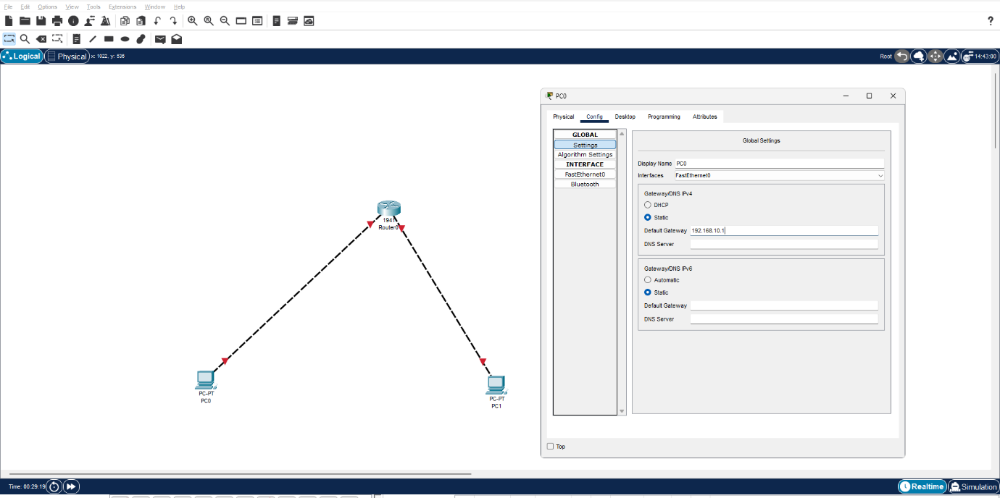 File Edit Options View Tools Extensions Window Help
?
Logical Physical x: 1022, y: 536 Root 14:43:00
PC0
Physical Config Desktop Programming Attributes
GLOBAL
Settings
Algorithm Settings
INTERFACE
FastEthernet0
Bluetooth
Global Settings
Display Name PC0
Interfaces FastEthernet0
Gateway/DNS IPv4
DHCP
Static
Default Gateway 192.168.10.1
DNS Server
Gateway/DNS IPv6
Automatic
Static
Default Gateway
DNS Server
Top
1941
Router0
PC-PT
PC0
PC-PT
PC1
Time: 00:29:19 Realtime Simulation